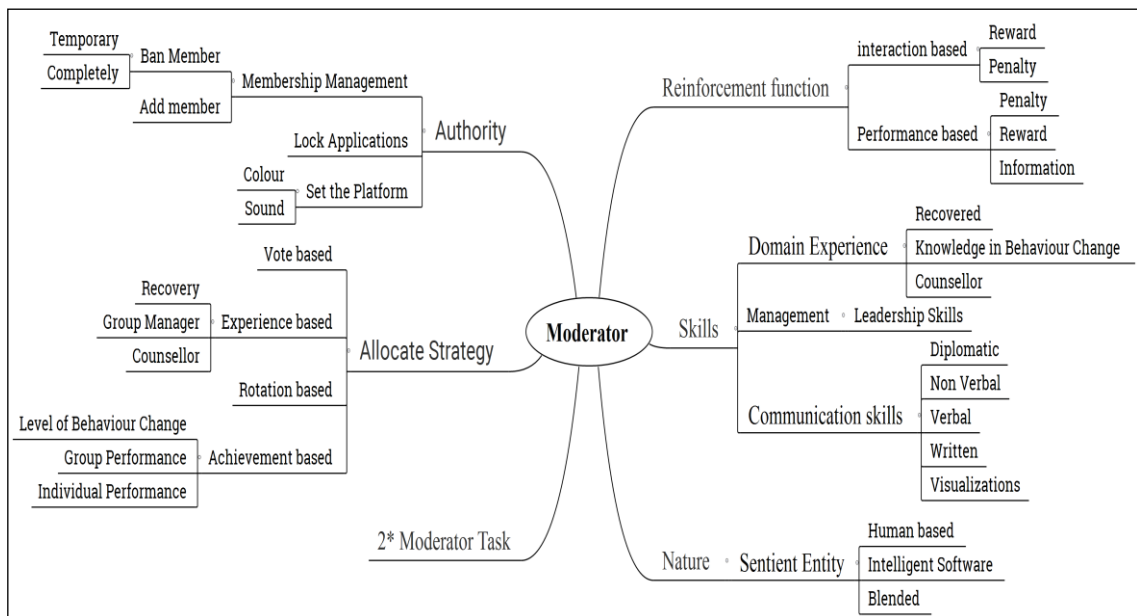 Temporary
Completely
Ban Member
Add member
Membership Management
Lock Applications
Colour
Sound
Set the Platform
Authority
Vote based
Recovery
Group Manager
Counsellor
Experience based
Rotation based
Level of Behaviour Change
Group Performance
Individual Performance
Achievement based
Allocate Strategy
2* Moderator Task
Moderator
Reinforcement function
interaction based
Reward
Penalty
Performance based
Penalty
Reward
Information
Skills
Domain Experience
Recovered
Knowledge in Behaviour Change
Counsellor
Management
Leadership Skills
Communication skills
Diplomatic
Non Verbal
Verbal
Written
Visualizations
Nature
Sentient Entity
Human based
Intelligent Software
Blended